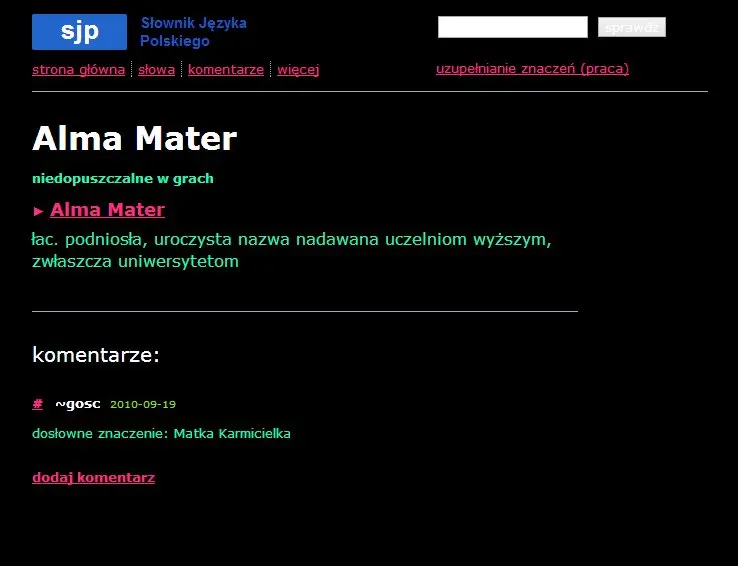 sjp
Słownik Języka
Polskiego
sprawdź
strona główna słowa komentarze więcej
uzupełnianie znaczeń (praca)
Alma Mater
niedopuszczalne w grach
► Alma Mater
łac. podniosła, uroczysta nazwa nadawana uczelniom wyższym,
zwłaszcza uniwersytetom
komentarze:
# ~gosc 2010-09-19
dosłowne znaczenie: Matka Karmicielka
dodaj komentarz